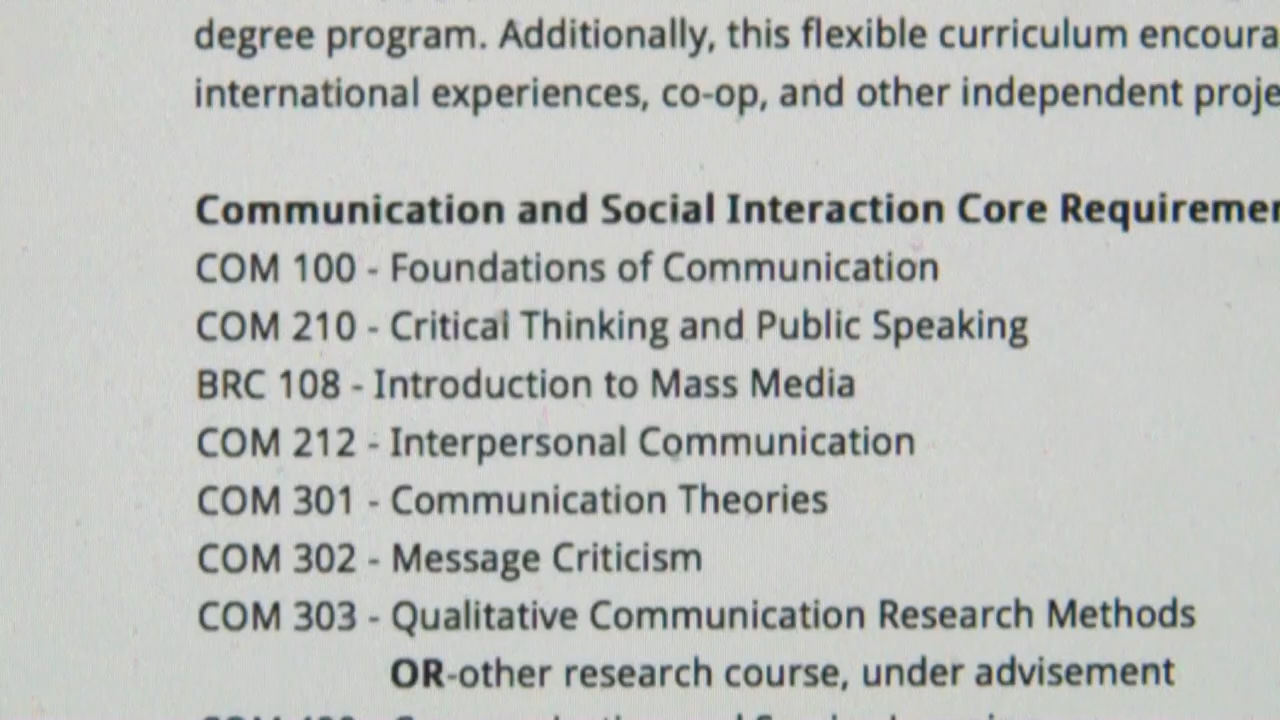 degree program. Additionally, this flexible curriculum encoura
international experiences, co-op, and other independent proje
Communication and Social Interaction Core Requiremen
COM 100 - Foundations of Communication
COM 210 - Critical Thinking and Public Speaking
BRC 108 - Introduction to Mass Media
COM 212 - Interpersonal Communication
COM 301 - Communication Theories
COM 302 - Message Criticism
COM 303 - Qualitative Communication Research Methods
OR-other research course, under advisement